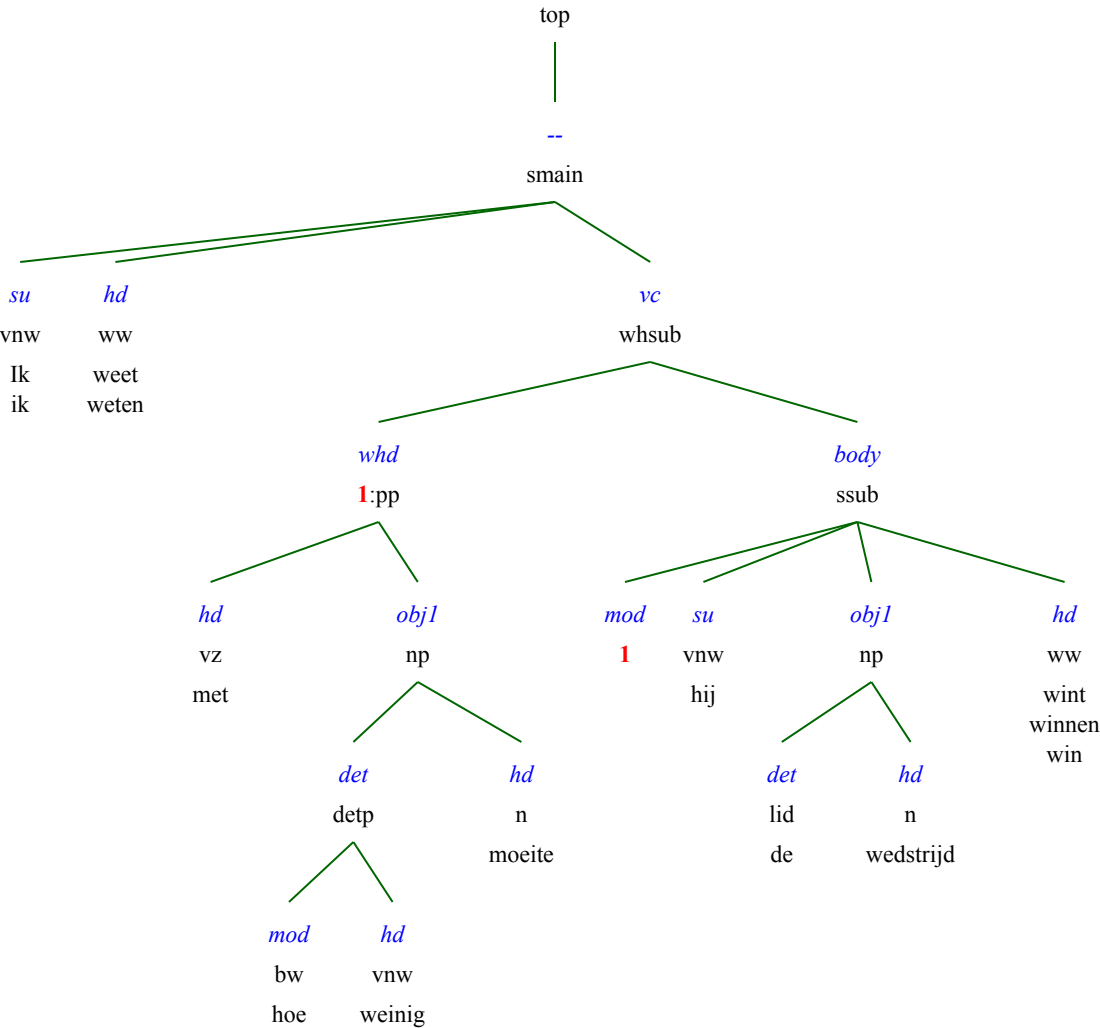 top
--
smain
su hd vc
vnw ww whsub
Ik weet
ik weten
whd body
1:pp ssub
hd obj1 mod su obj1 hd
vz np 1 vnw np ww
met hij wint
winnen
win
det hd det hd
detp n lid n
moeite de wedstrijd
mod hd
bw vnw
hoe weinig